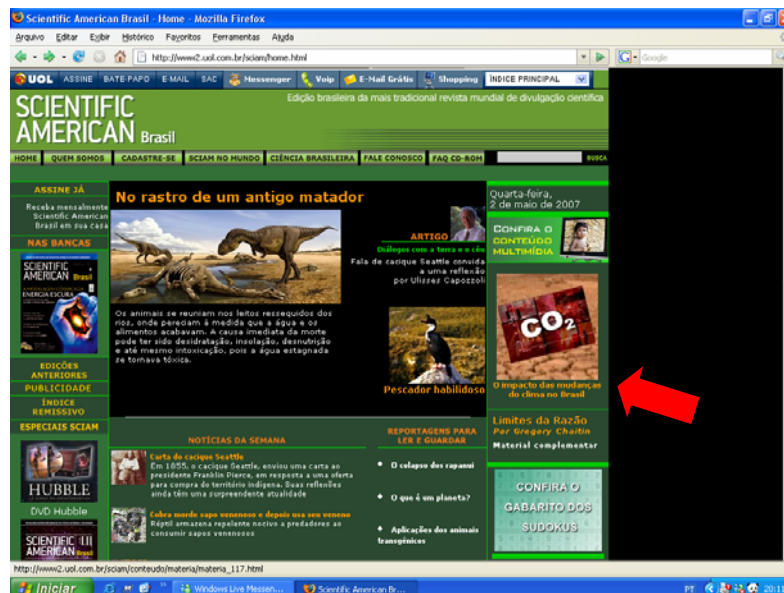 Scientific American Brasil - Home - Mozilla Firefox
Arquivo Editar Exibir Histórico Favoritos Ferramentas Ajuda
http://www2.uol.com.br/sciam/home.html
Google
UOL ASSINE BATE-PAPO E-MAIL SAC Messenger Voip E-Mail Grátis Shopping ÍNDICE PRINCIPAL
SCIENTIFIC
AMERICAN Brasil
Edição brasileira da mais tradicional revista mundial de divulgação científica
HOME QUEM SOMOS CADASTRE-SE SCIAM NO MUNDO CIÊNCIA BRASILEIRA FALE CONOSCO FAQ CD-ROM BUSCA
ASSINE JÁ
Receba mensalmente
Scientific American
Brasil em sua casa
NAS BANCAS
SCIENTIFIC
AMERICAN Brasil
ENERGIA ESCURA
EDIÇÕES
ANTERIORES
PUBLICIDADE
ÍNDICE
REMISSIVO
ESPECIAIS SCIAM
HUBBLE
DVD Hubble
SCIENTIFIC
AMERICAN Brasil
No rastro de um antigo matador
Os animais se reuniam nos leitos ressequidos dos
rios, onde pereciam à medida que a água e os
alimentos acabavam. A causa imediata da morte
pode ter sido desidratação, insolação, desnutrição
e até mesmo intoxicação, pois a água estagnada
se tornava tóxica.
ARTIGO
Diálogos com a terra e o céu
Fala do cacique Seattle convida
a uma reflexão
por Ulisses Capozzoli
Pescador habilidoso
NOTÍCIAS DA SEMANA
Carta do cacique Seattle
Em 1855, o cacique Seattle, enviou uma carta ao
presidente Franklin Pierce, em resposta a uma oferta
para compra do território indígena. Suas reflexões
ainda têm uma surpreendente atualidade
Cobra morde sapo venenoso e depois usa seu veneno
Réptil armazena repelente nocivo a predadores ao
consumir sapos venenosos
REPORTAGENS PARA
LER E GUARDAR
O colapso dos rapanui
O que é um planeta?
Aplicações dos animais
transgênicos
Quarta-feira,
2 de maio de 2007
CONFIRA O
CONTEÚDO
MULTIMÍDIA
CO2
O impacto das mudanças
do clima no Brasil
Limites da Razão
Por Gregory Chaitin
Material complementar
CONFIRA O
GABARITO DOS
SUDOKUS
http://www2.uol.com.br/sciam/conteudo/materia/materia_117.html
Iniciar
Windows Live Messen...
Scientific American Br...
PT
20:11